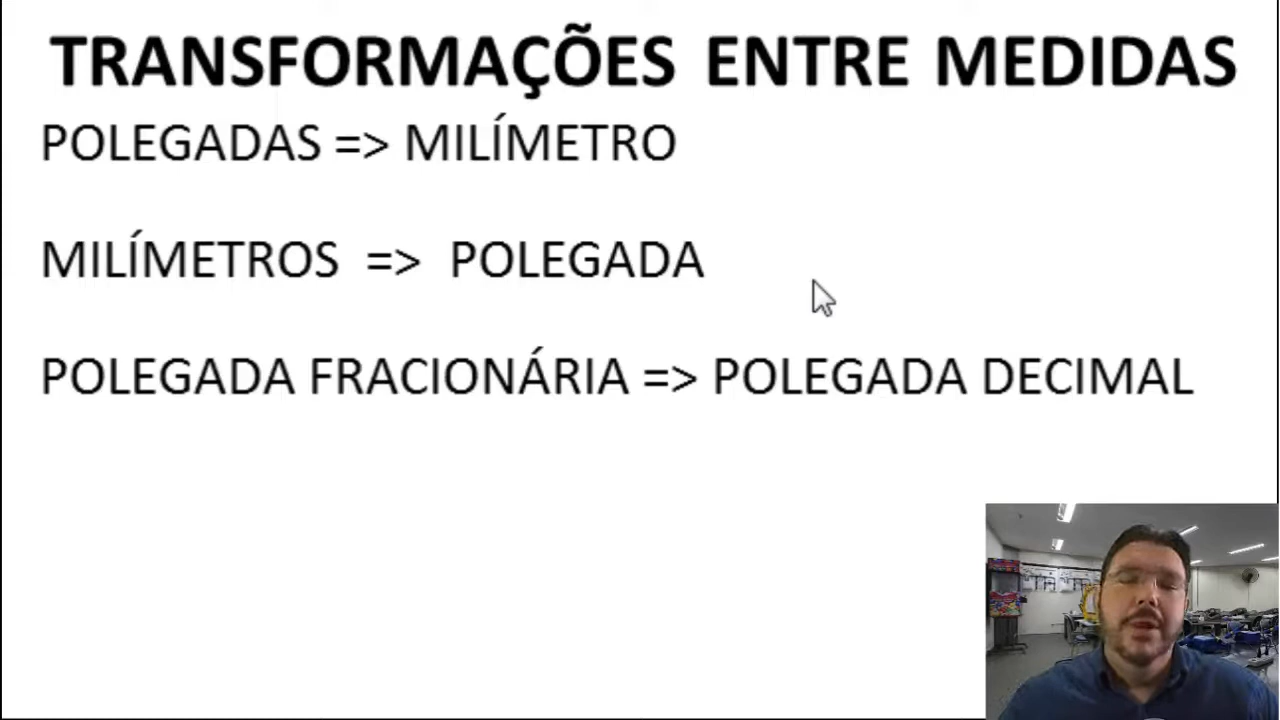 TRANSFORMAÇÕES ENTRE MEDIDAS
POLEGADAS => MILÍMETRO
MILÍMETROS => POLEGADA
POLEGADA FRACIONÁRIA => POLEGADA DECIMAL